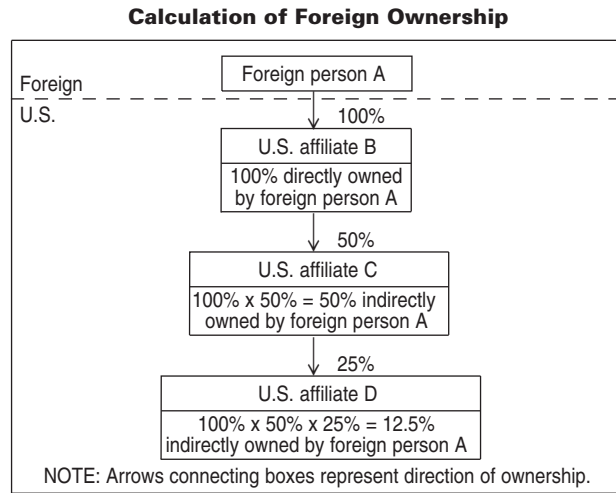 Calculation of Foreign Ownership
Foreign person A
Foreign
U.S.
100%
U.S. affiliate B
100% directly owned
by foreign person A
50%
U.S. affiliate C
100% x 50% = 50% indirectly
owned by foreign person A
25%
U.S. affiliate D
100% x 50% x 25% = 12.5%
indirectly owned by foreign person A
NOTE: Arrows connecting boxes represent direction of ownership.